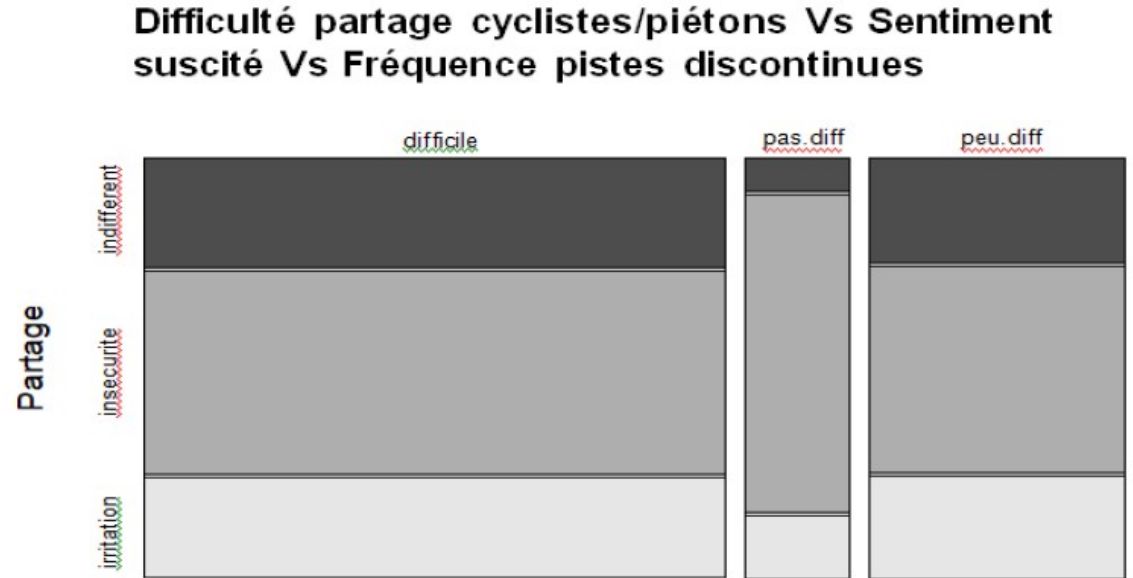 Difficulté partage cyclistes/piétons Vs Sentiment
suscité Vs Fréquence pistes discontinues
difficile pas.diff peu.diff
indifferent
insecurite
irritation
Partage